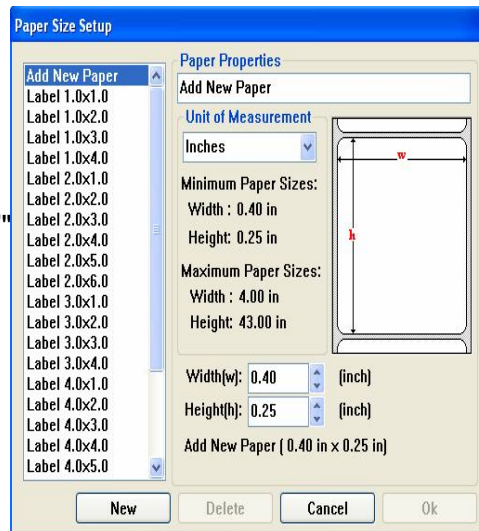 Paper Size Setup
Add New Paper
Label 1.0x1.0
Label 1.0x2.0
Label 1.0x3.0
Label 1.0x4.0
Label 2.0x1.0
Label 2.0x2.0
Label 2.0x3.0
Label 2.0x4.0
Label 2.0x5.0
Label 2.0x6.0
Label 3.0x1.0
Label 3.0x2.0
Label 3.0x3.0
Label 3.0x4.0
Label 4.0x1.0
Label 4.0x2.0
Label 4.0x3.0
Label 4.0x4.0
Label 4.0x5.0
Paper Properties
Add New Paper
Unit of Measurement
Inches
Minimum Paper Sizes:
Width : 0.40 in
Height: 0.25 in
Maximum Paper Sizes:
Width : 4.00 in
Height: 43.00 in
w
h
Width(w): 0.40 (inch)
Height(h): 0.25 (inch)
Add New Paper ( 0.40 in x 0.25 in)
New Delete Cancel Ok